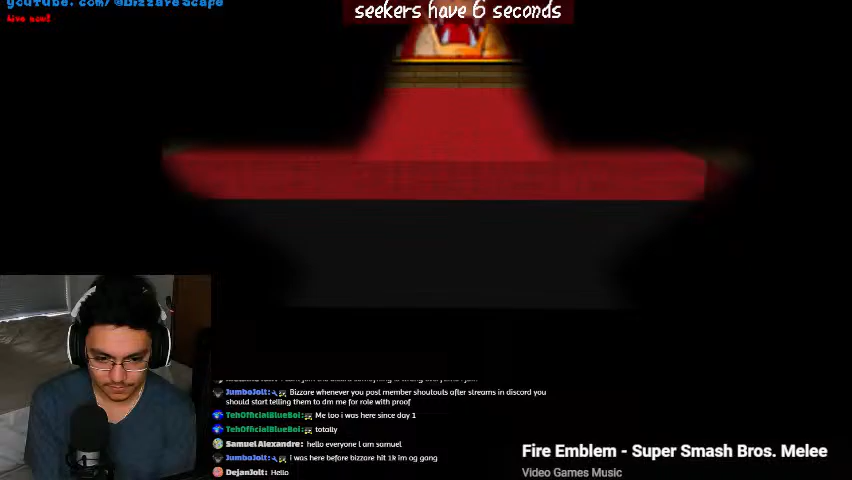 youtube.com/@BizzareScape
Live now!
seekers have 6 seconds
JumboJolt: Bizzare whenever you post member shoutouts after streams in discord you
should start telling them to dm me for role with proof
TehOfficialBlueBoi: Me too i was here since day 1
TehOfficialBlueBoi: totally
Samuel Alexandre: hello everyone I am samuel
JumboJolt: i was here before bizzare hit 1k im og gang
DejanJolt: Hello
Fire Emblem - Super Smash Bros. Melee
Video Games Music